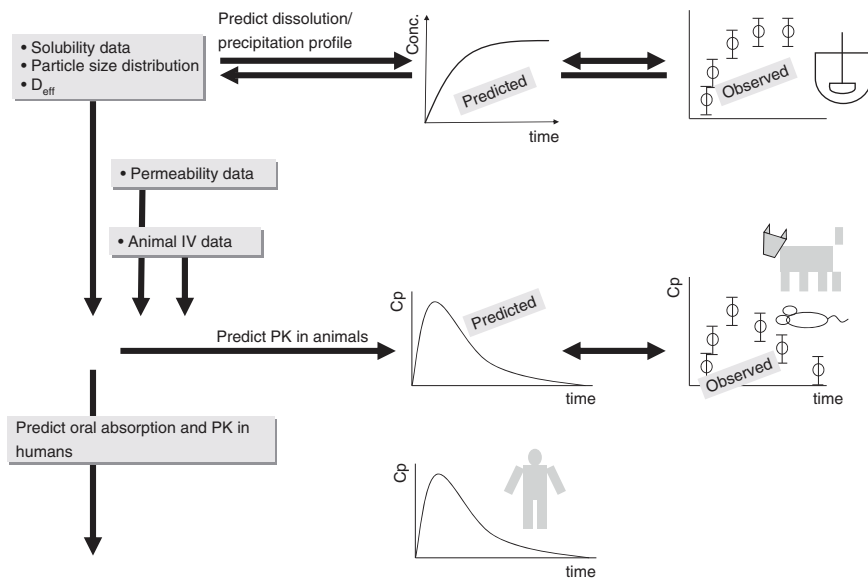 • Solubility data
• Particle size distribution
• Deff
Predict dissolution/
precipitation profile
Conc.
Predicted
time
Observed
• Permeability data
• Animal IV data
Predict PK in animals
Cp
Predicted
time
Cp
Observed
time
Predict oral absorption and PK in
humans
Cp
time